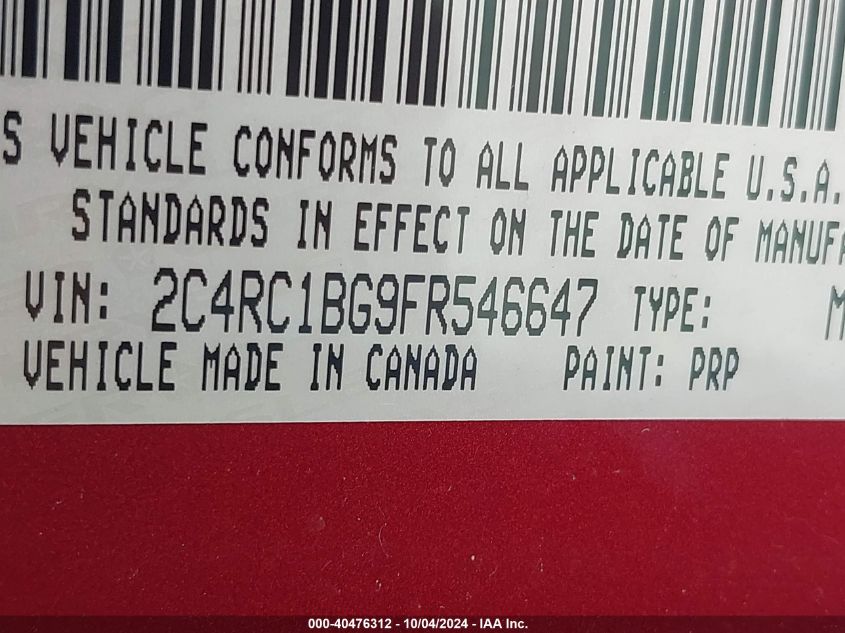 S VEHICLE CONFORMS TO ALL APPLICABLE U.S.A.
STANDARDS IN EFFECT ON THE DATE OF MANUFA
VIN: 2C4RC1BG9FR546647 TYPE: M
VEHICLE MADE IN CANADA PAINT: PRP
000-40476312 - 10/04/2024 - IAA Inc.